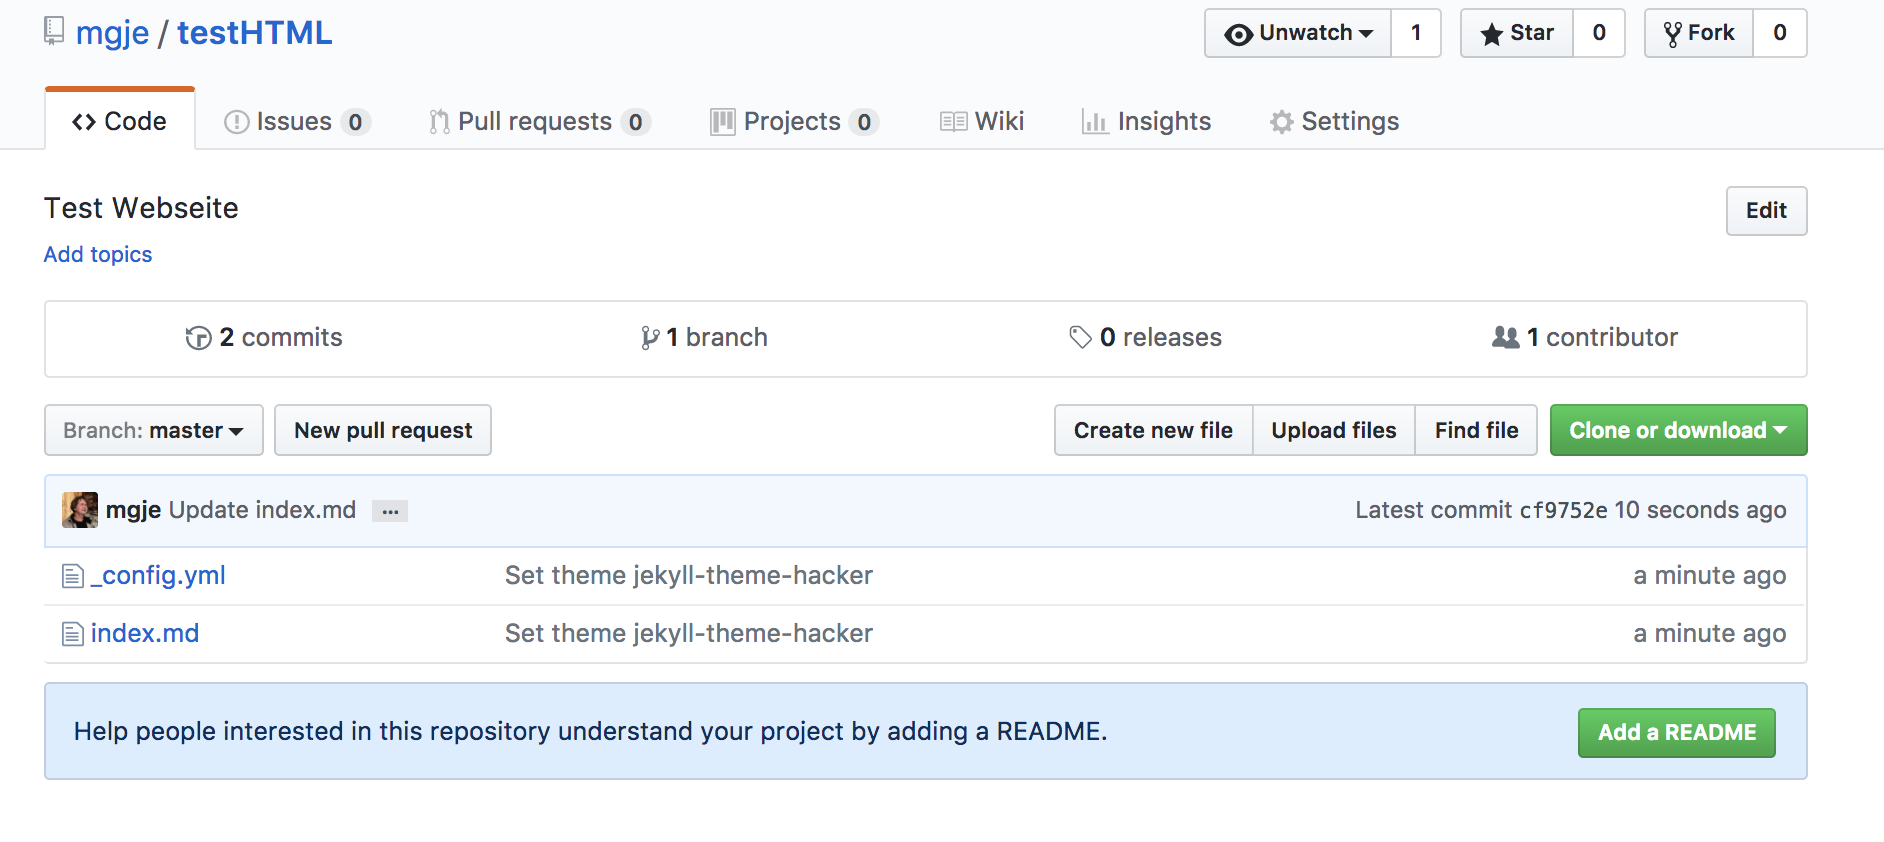 mgje / testHTML
Unwatch 1 Star 0 Fork 0
Code Issues 0 Pull requests 0 Projects 0 Wiki Insights Settings
Test Webseite
Edit
Add topics
2 commits 1 branch 0 releases 1 contributor
Branch: master New pull request Create new file Upload files Find file Clone or download
mgje Update index.md ... Latest commit cf9752e 10 seconds ago
_config.yml Set theme jekyll-theme-hacker a minute ago
index.md Set theme jekyll-theme-hacker a minute ago
Help people interested in this repository understand your project by adding a README. Add a README